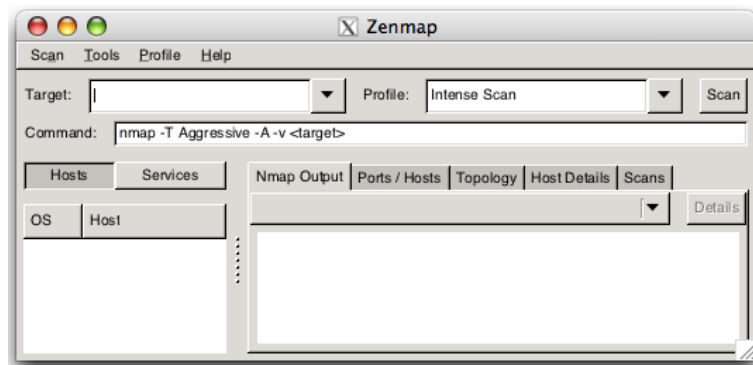 Zenmap
Scan Tools Profile Help
Target: Profile: Intense Scan Scan
Command: nmap -T Aggressive -A -v <target>
Hosts Services Nmap Output Ports / Hosts Topology Host Details Scans
Details
OS Host